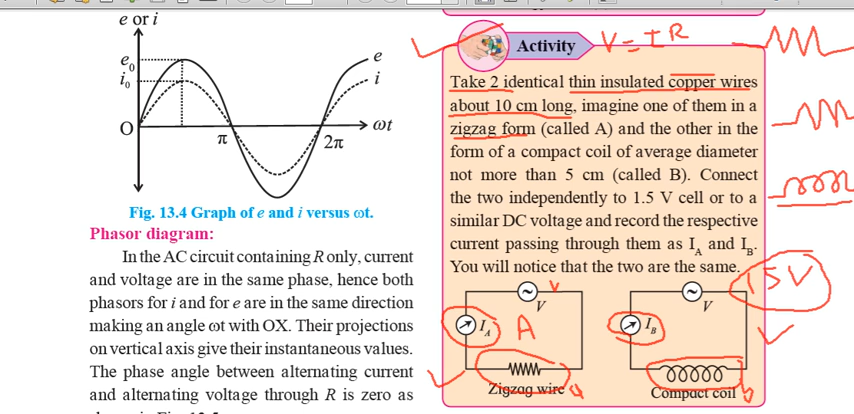 e or i
e₀
i₀
e
i
O
π
2π
ωt
Fig. 13.4 Graph of e and i versus ωt.
Phasor diagram:
In the AC circuit containing R only, current
and voltage are in the same phase, hence both
phasors for i and for e are in the same direction
making an angle ωt with OX. Their projections
on vertical axis give their instantaneous values.
The phase angle between alternating current
and alternating voltage through R is zero as
Activity
V = IR
Take 2 identical thin insulated copper wires
about 10 cm long, imagine one of them in a
zigzag form (called A) and the other in the
form of a compact coil of average diameter
not more than 5 cm (called B). Connect
the two independently to 1.5 V cell or to a
similar DC voltage and record the respective
current passing through them as I_A and I_B.
You will notice that the two are the same.
1.5 V
V
V
I_A
A
Zigzag wire
a
V
I_B
Compact coil
b